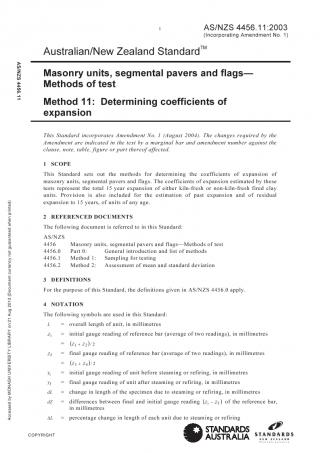 1
AS/NZS 4456.11:2003
(Incorporating Amendment No. 1)
AS/NZS 4456.11
Australian/New Zealand Standard™
Masonry units, segmental pavers and flags—
Methods of test
Method 11: Determining coefficients of
expansion
This Standard incorporates Amendment No. 1 (August 2004). The changes required by the
Amendment are indicated in the text by a marginal bar and amendment number against the
clause, note, table, figure or part thereof affected.
1 SCOPE
This Standard sets out the methods for determining the coefficients of expansion of
masonry units, segmental pavers and flags. The coefficients of expansion estimated by these
tests represent the total 15 year expansion of either kiln-fresh or non-kiln-fresh fired clay
units. Provision is also included for the estimation of past expansion and of residual
expansion to 15 years, of units of any age.
2 REFERENCED DOCUMENTS
The following document is referred to in this Standard:
AS/NZS
4456 Masonry units, segmental pavers and flags—Methods of test
4456.0 Part 0: General introduction and list of methods
4456.1 Method 1: Sampling for testing
4456.2 Method 2: Assessment of mean and standard deviation
3 DEFINITIONS
For the purpose of this Standard, the definitions given in AS/NZS 4456.0 apply.
4 NOTATION
The following symbols are used in this Standard:
= overall length of unit, in millimetres
= initial gauge reading of reference bar (average of two readings), in millimetres
= (z₁ + z₂)/2
= final gauge reading of reference bar (average of two readings), in millimetres
= (z₃ + z₄)/2
= initial gauge reading of unit before steaming or refiring, in millimetres
= final gauge reading of unit after steaming or refiring, in millimetres
= change in length of the specimen due to steaming or refiring, in millimetres
= differences between final and initial gauge reading of the reference bar,
in millimetres
= percentage change in length of each unit due to steaming or refiring
Accessed by MONASH UNIVERSITY LIBRARY on 21 Aug 2013 (Document currency not guaranteed when printed)
COPYRIGHT
STANDARDS
AUSTRALIA
STANDARDS
NEW ZEALAND